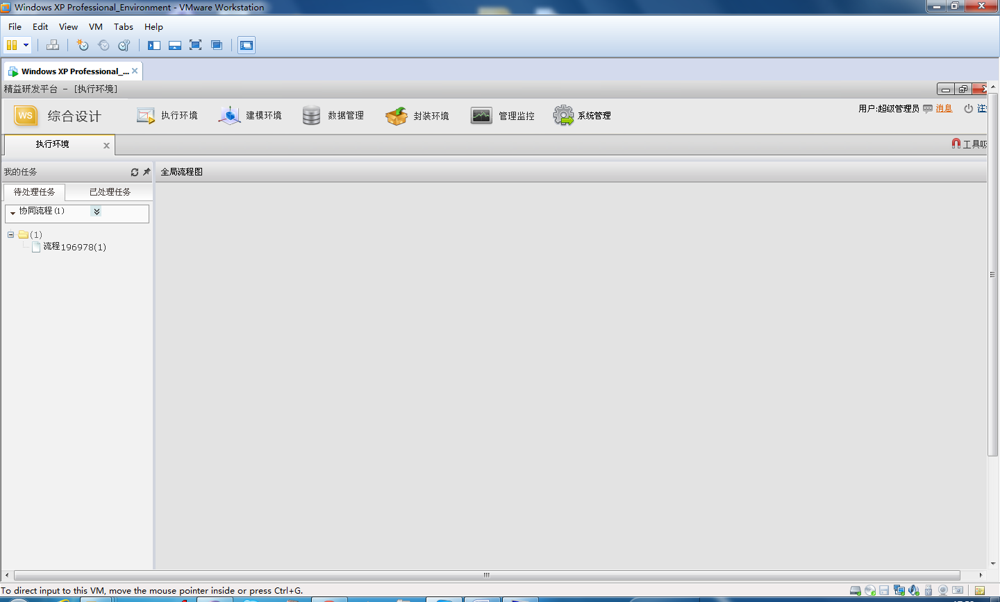 Windows XP Professional_Environment - VMware Workstation
File Edit View VM Tabs Help
Windows XP Professional_...
精益研发平台 - [执行环境]
WS 综合设计 执行环境 建模环境 数据管理 封装环境 管理监控 系统管理 用户:超级管理员 消息
执行环境 工具
我的任务 全局流程图
待处理任务 已处理任务
协同流程(1)
(1)
流程196978(1)
To direct input to this VM, move the mouse pointer inside or press Ctrl+G.